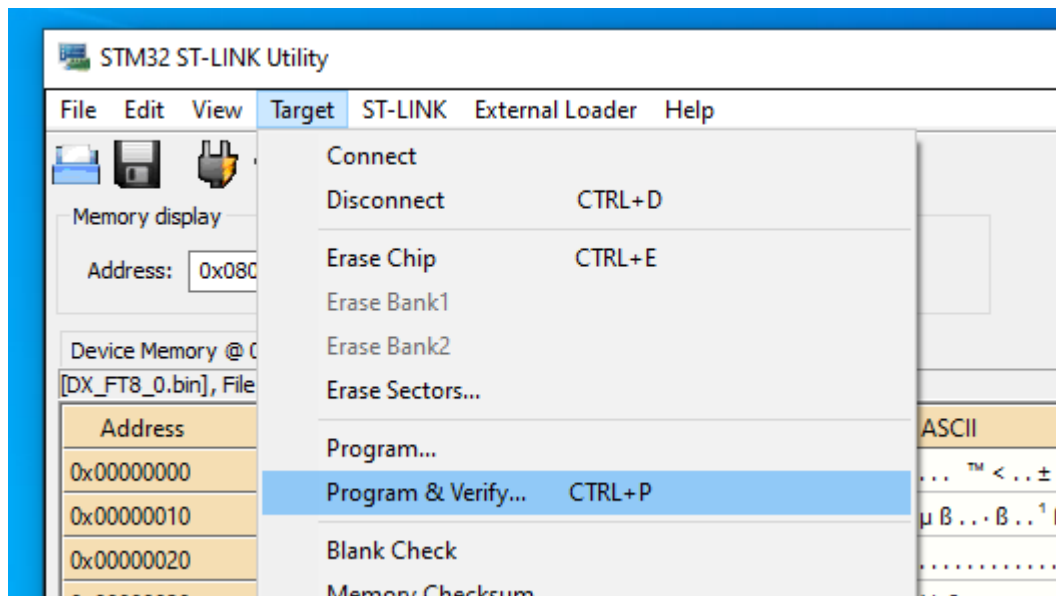 STM32 ST-LINK Utility
File Edit View Target ST-LINK External Loader Help
Memory display
Address: 0x080
Device Memory @ 0
[DX_FT8_0.bin], File
Address
ASCII
0x00000000
0x00000010
0x00000020
Connect
Disconnect CTRL+D
Erase Chip CTRL+E
Erase Bank1
Erase Bank2
Erase Sectors...
Program...
Program & Verify... CTRL+P
Blank Check
Memory Checksum